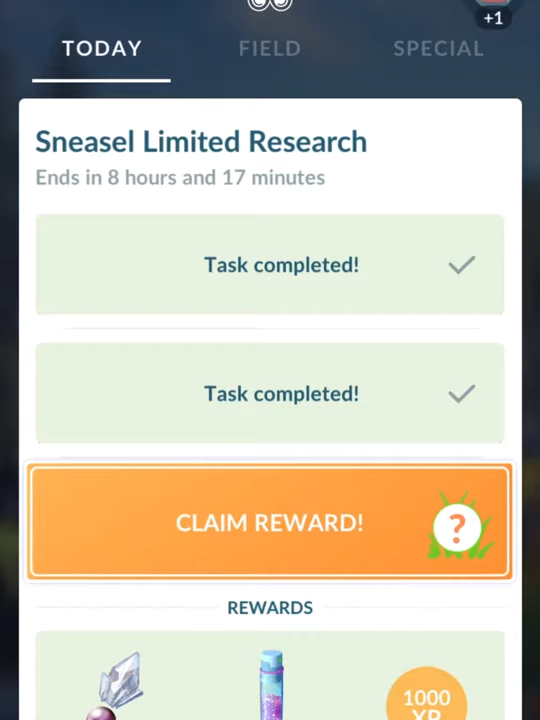 +1
TODAY
FIELD
SPECIAL
Sneasel Limited Research
Ends in 8 hours and 17 minutes
Task completed!
Task completed!
CLAIM REWARD!
?
REWARDS
1000
XP